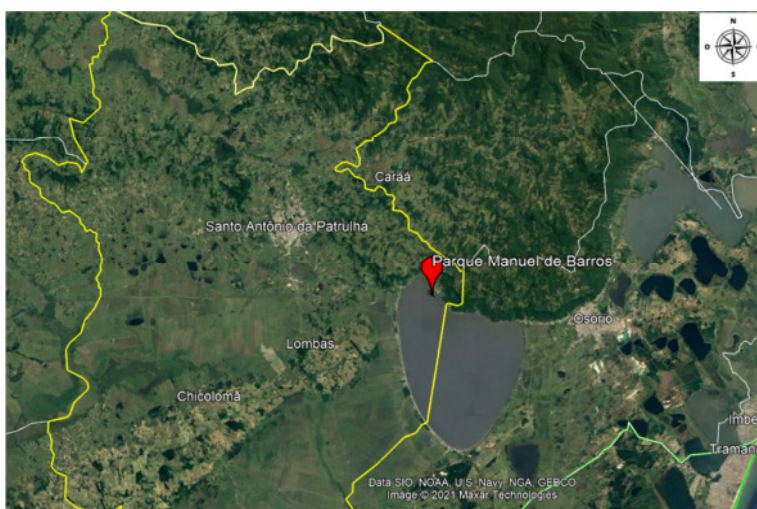 N
O
S
Caraá
Santo Antônio da Patrulha
Parque Manuel de Barros
Osório
Lombas
Chicolomã
Imbé
Traman
Data SIO, NOAA, U.S. Navy, NGA, GEBCO
Image © 2021 Maxar Technologies